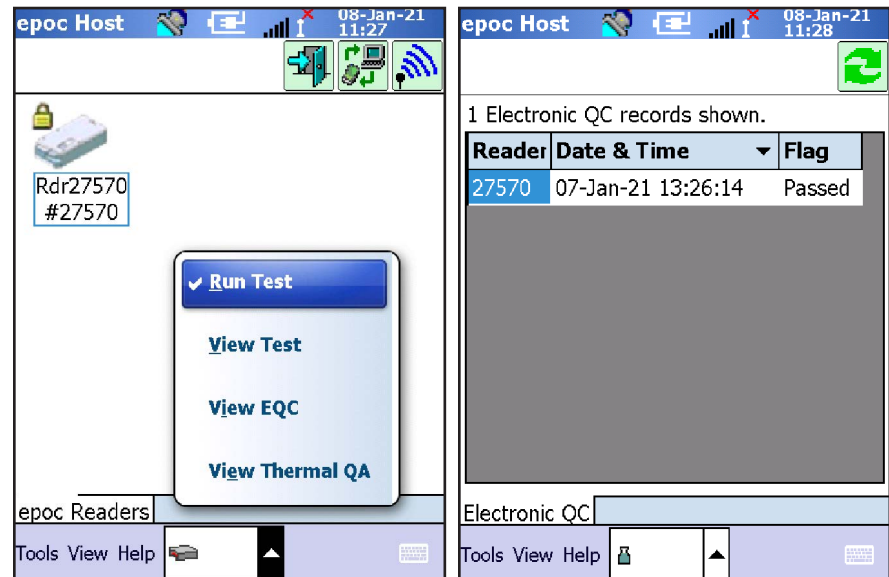 epoc Host
08-Jan-21
11:27
Rdr27570
#27570
Run Test
View Test
View EQC
View Thermal QA
epoc Readers
Tools View Help
epoc Host
08-Jan-21
11:28
1 Electronic QC records shown.
Reader Date & Time Flag
27570 07-Jan-21 13:26:14 Passed
Electronic QC
Tools View Help